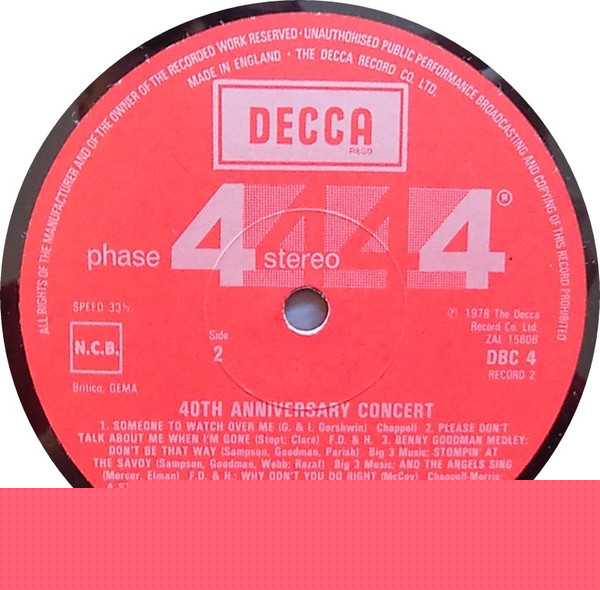 ALL RIGHTS OF THE MANUFACTURER AND OF THE OWNER OF THE RECORDED WORK RESERVED · UNAUTHORISED PUBLIC PERFORMANCE BROADCASTING AND COPYING OF THIS RECORD PROHIBITED
MADE IN ENGLAND · THE DECCA RECORD CO. LTD.
DECCA
REGD
phase 4 stereo 4 4 4 ®
SPEED 33⅓
N.C.B.
Britico, GEMA
Side
2
℗ 1978 The Decca
Record Co. Ltd.
ZAL 15806
DBC 4
RECORD 2
40TH ANNIVERSARY CONCERT
1. SOMEONE TO WATCH OVER ME (G. & I. Gershwin) Chappell 2. PLEASE DON'T
TALK ABOUT ME WHEN I'M GONE (Stept; Clare) F.D. & H. 3. BENNY GOODMAN MEDLEY:
DON'T BE THAT WAY (Sampson, Goodman, Parish) Big 3 Music; STOMPIN' AT
THE SAVOY (Sampson, Goodman, Webb; Razaf) Big 3 Music; AND THE ANGELS SING
(Mercer, Elman) F.D. & H.; WHY DON'T YOU DO RIGHT (McCoy) Chappell-Morris;